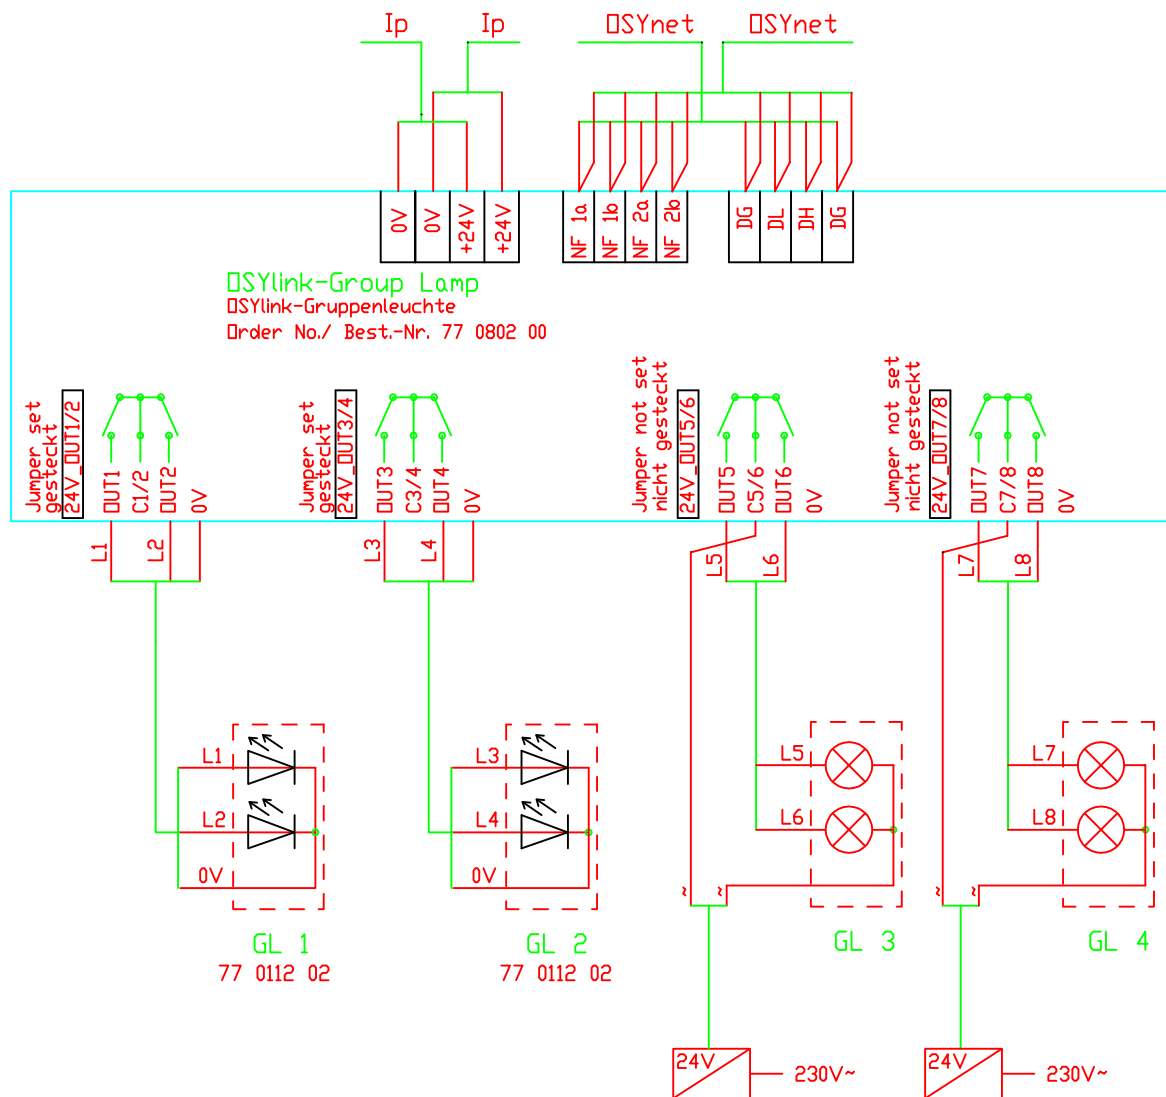 Ip
Ip
OSYnet
OSYnet
0V
0V
+24V
+24V
NF 1a
NF 1b
NF 2a
NF 2b
DG
DL
DH
DG
OSYlink-Group Lamp
OSYlink-Gruppenleuchte
Order No./ Best.-Nr. 77 0802 00
Jumper set
gesteckt
24V_OUT1/2
OUT1
C1/2
OUT2
0V
Jumper set
gesteckt
24V_OUT3/4
OUT3
C3/4
OUT4
0V
Jumper not set
nicht gesteckt
24V_OUT5/6
OUT5
C5/6
OUT6
0V
Jumper not set
nicht gesteckt
24V_OUT7/8
OUT7
C7/8
OUT8
0V
L1
L2
L3
L4
L5
L6
L7
L8
L1
L2
0V
L3
L4
0V
L5
L6
L7
L8
~
~
~
~
GL 1
77 0112 02
GL 2
77 0112 02
GL 3
GL 4
24V
230V~
24V
230V~